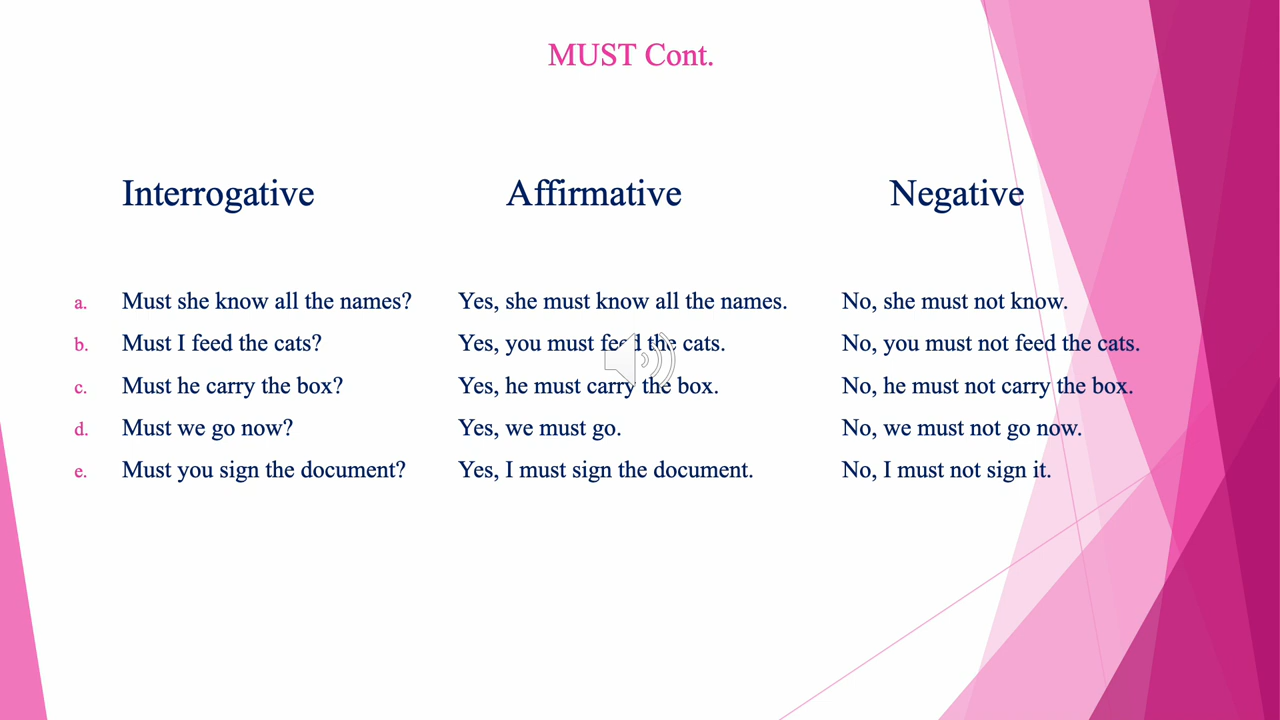 MUST Cont.
Interrogative Affirmative Negative
a. Must she know all the names? Yes, she must know all the names. No, she must not know.
b. Must I feed the cats? Yes, you must feed the cats. No, you must not feed the cats.
c. Must he carry the box? Yes, he must carry the box. No, he must not carry the box.
d. Must we go now? Yes, we must go. No, we must not go now.
e. Must you sign the document? Yes, I must sign the document. No, I must not sign it.